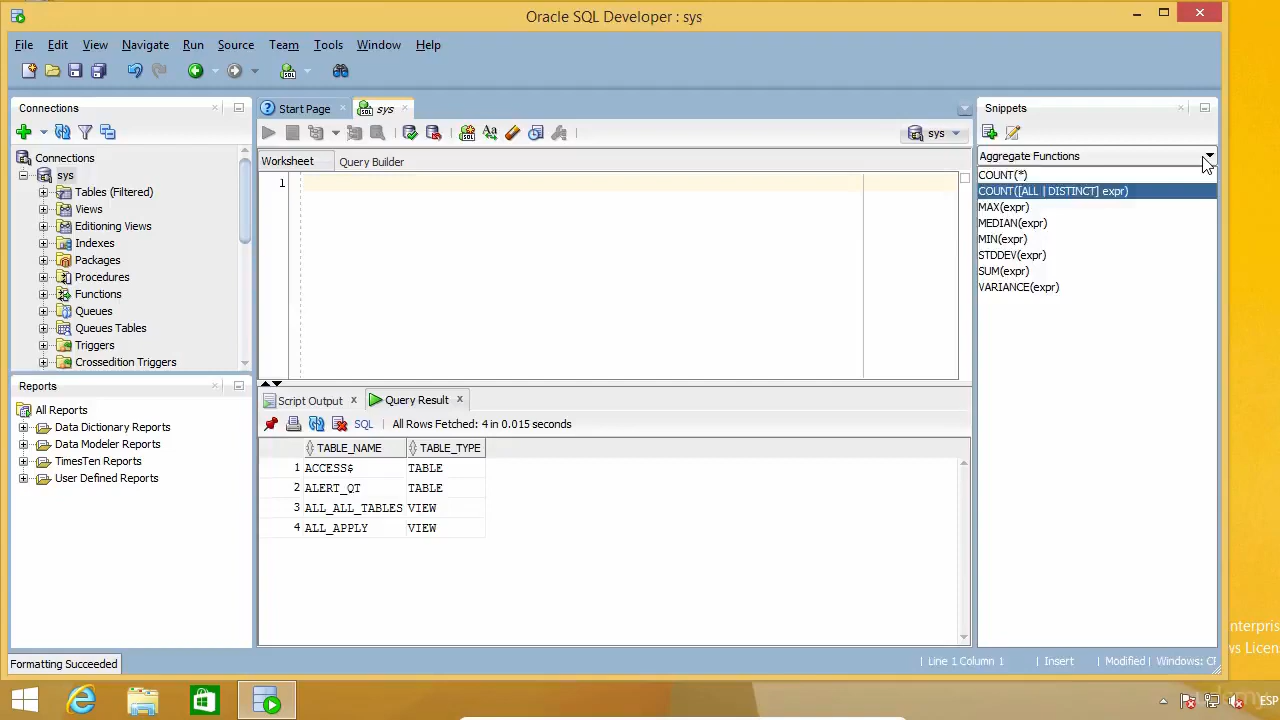 Oracle SQL Developer : sys
File Edit View Navigate Run Source Team Tools Window Help
Connections
Start Page
sys
Snippets
sys
Worksheet
Query Builder
Aggregate Functions
Connections
sys
Tables (Filtered)
Views
Editioning Views
Indexes
Packages
Procedures
Functions
Queues
Queues Tables
Triggers
Crossedition Triggers
1
COUNT(*)
COUNT([ALL | DISTINCT] expr)
MAX(expr)
MEDIAN(expr)
MIN(expr)
STDDEV(expr)
SUM(expr)
VARIANCE(expr)
Reports
All Reports
Data Dictionary Reports
Data Modeler Reports
TimesTen Reports
User Defined Reports
Script Output
Query Result
SQL
All Rows Fetched: 4 in 0.015 seconds
TABLE_NAME TABLE_TYPE
1 ACCESS$ TABLE
2 ALERT_QT TABLE
3 ALL_ALL_TABLES VIEW
4 ALL_APPLY VIEW
Formatting Succeeded
Line 1 Column 1
Insert
Modified
Windows: CF
nterpris
vs Licen
ESP